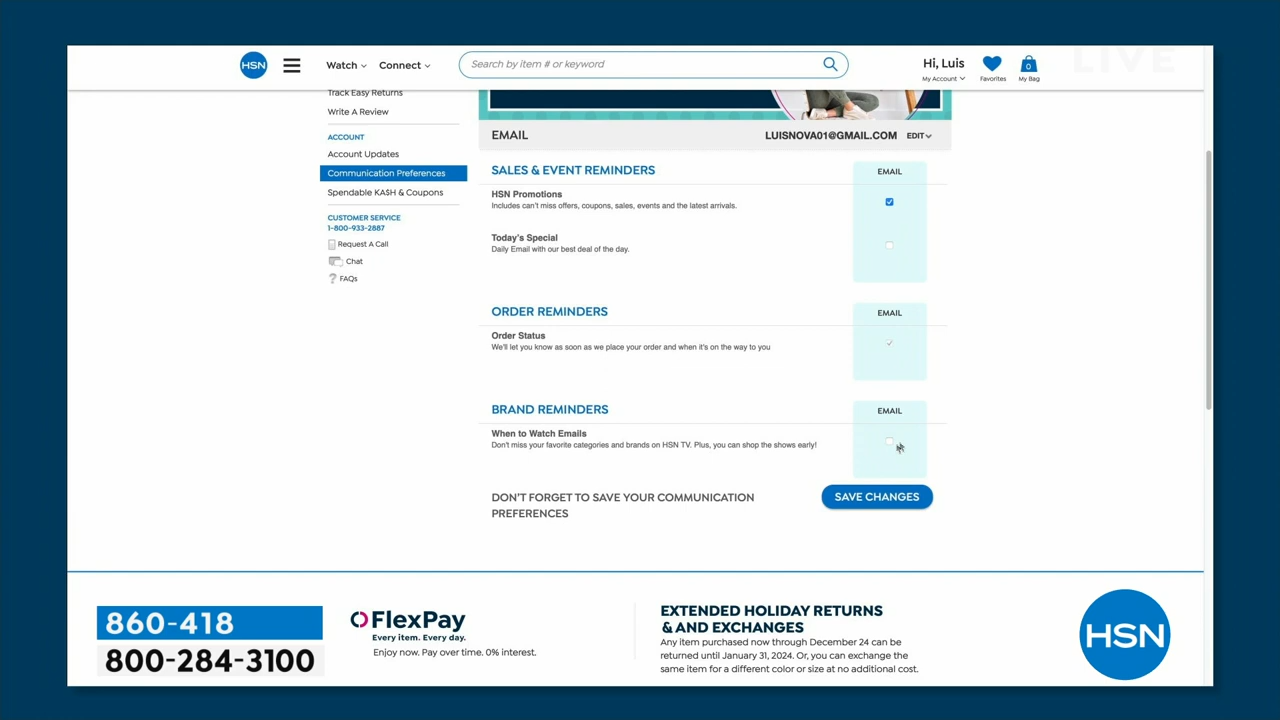 LIVE
HSN
Watch
Connect
Search by item # or keyword
Hi, Luis
My Account
Favorites
0
My Bag
Track Easy Returns
Write A Review
ACCOUNT
Account Updates
Communication Preferences
Spendable KA$H & Coupons
CUSTOMER SERVICE
1-800-933-2887
Request A Call
Chat
FAQs
EMAIL
LUISNOVA01@GMAIL.COM
EDIT
SALES & EVENT REMINDERS
EMAIL
HSN Promotions
Includes can't miss offers, coupons, sales, events and the latest arrivals.
Today's Special
Daily Email with our best deal of the day.
ORDER REMINDERS
EMAIL
Order Status
We'll let you know as soon as we place your order and when it's on the way to you
BRAND REMINDERS
EMAIL
When to Watch Emails
Don't miss your favorite categories and brands on HSN TV. Plus, you can shop the shows early!
DON'T FORGET TO SAVE YOUR COMMUNICATION
PREFERENCES
SAVE CHANGES
860-418
800-284-3100
FlexPay
Every item. Every day.
Enjoy now. Pay over time. 0% interest.
EXTENDED HOLIDAY RETURNS
& AND EXCHANGES
Any item purchased now through December 24 can be
returned until January 31, 2024. Or, you can exchange the
same item for a different color or size at no additional cost.
HSN